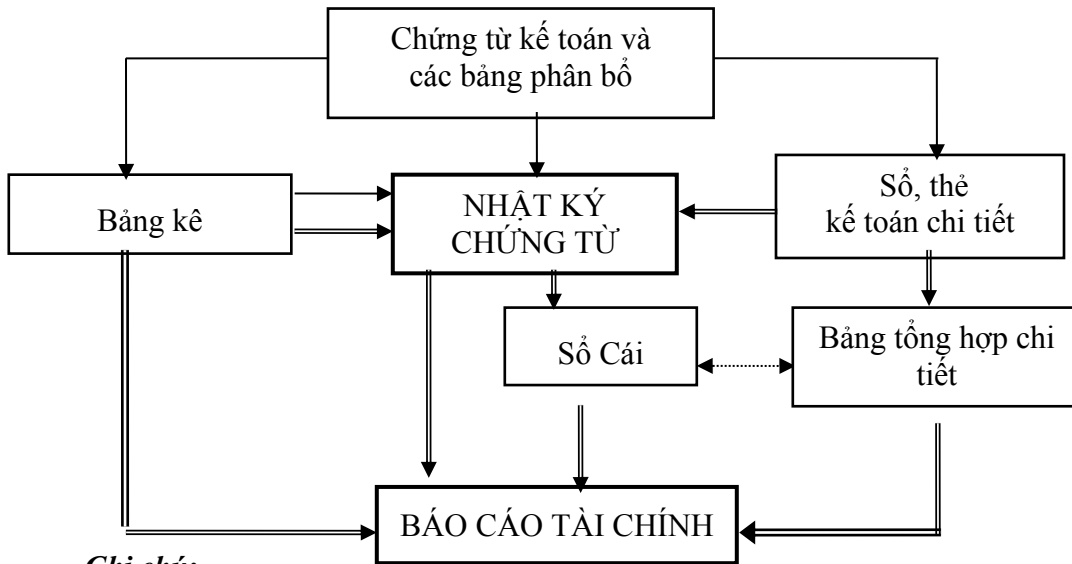 Chứng từ kế toán và
các bảng phân bổ
Bảng kê
NHẬT KÝ
CHỨNG TỪ
Sổ, thẻ
kế toán chi tiết
Sổ Cái
Bảng tổng hợp chi
tiết
BÁO CÁO TÀI CHÍNH